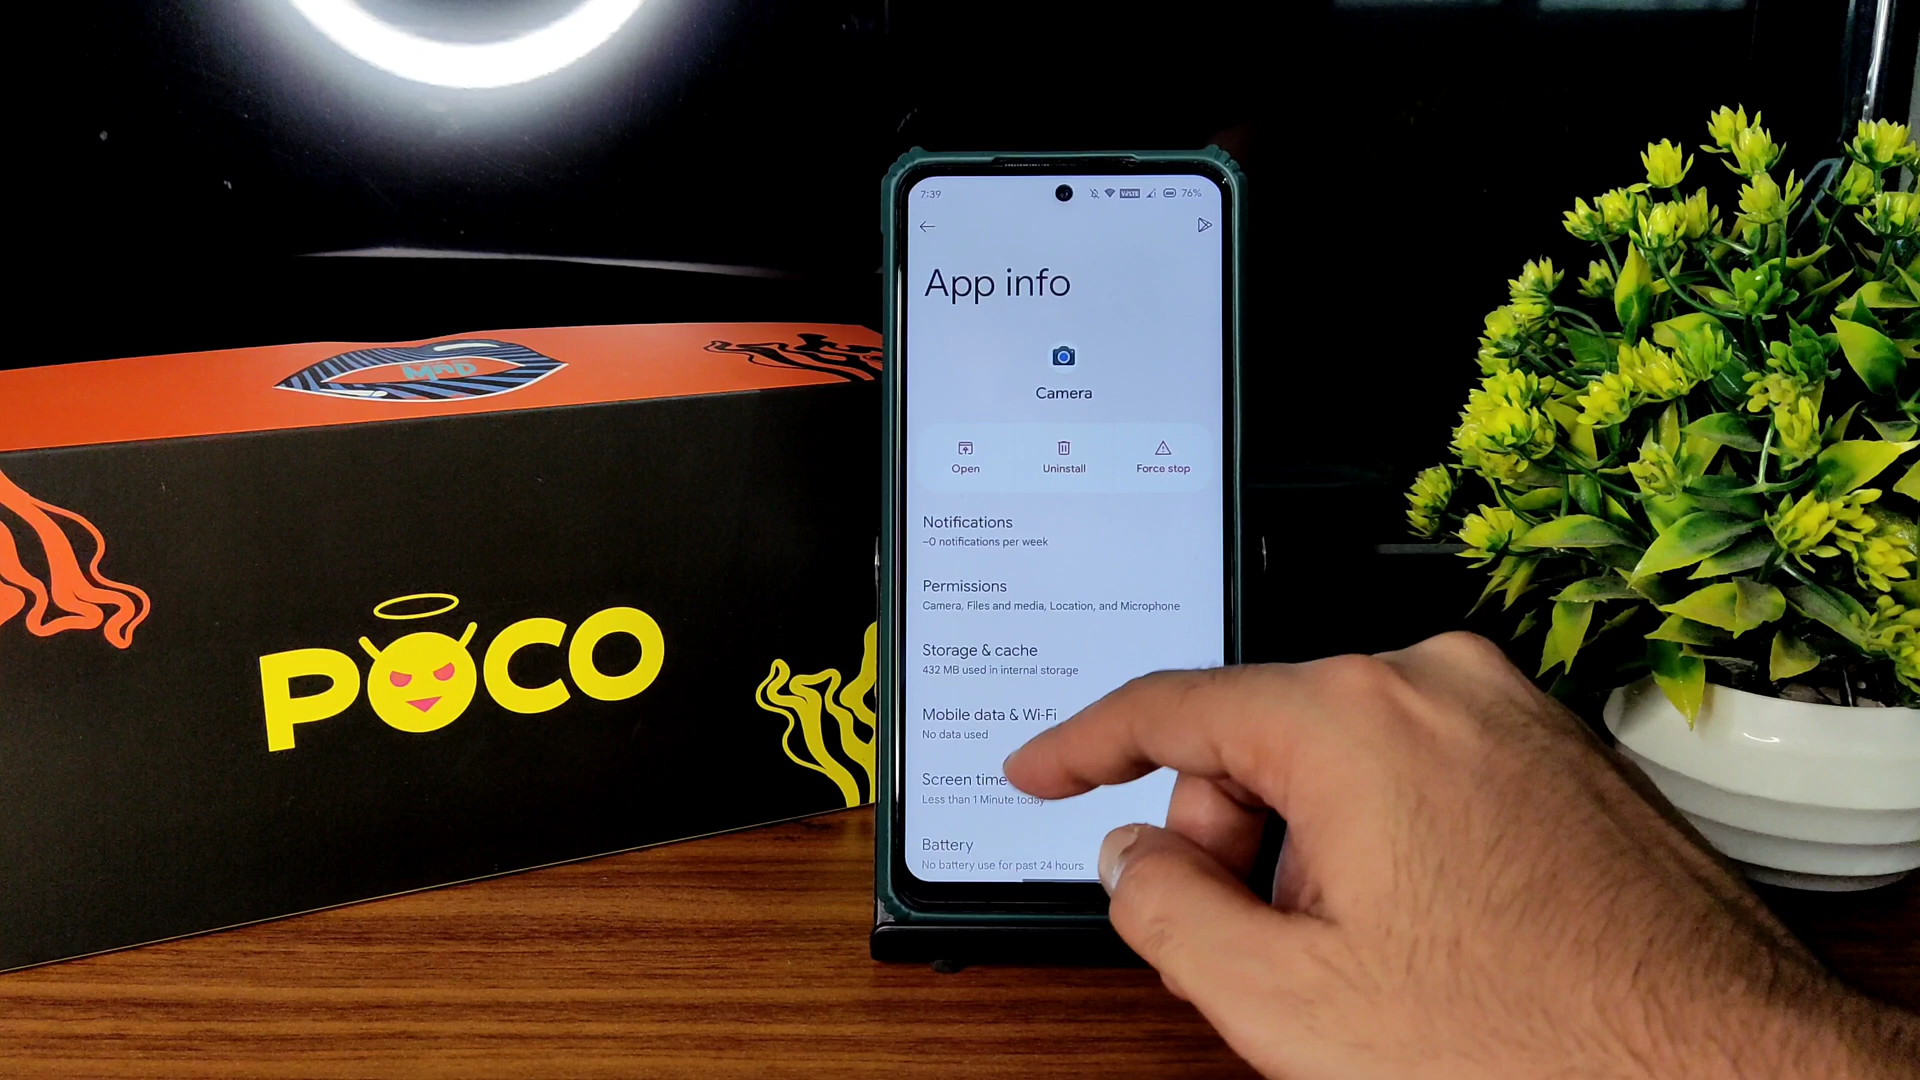 MAD
POCO
7:39
VoLTE
76%
App info
Camera
Open
Uninstall
Force stop
Notifications
~0 notifications per week
Permissions
Camera, Files and media, Location, and Microphone
Storage & cache
432 MB used in internal storage
Mobile data & Wi-Fi
No data used
Screen time
Less than 1 Minute today
Battery
No battery use for past 24 hours